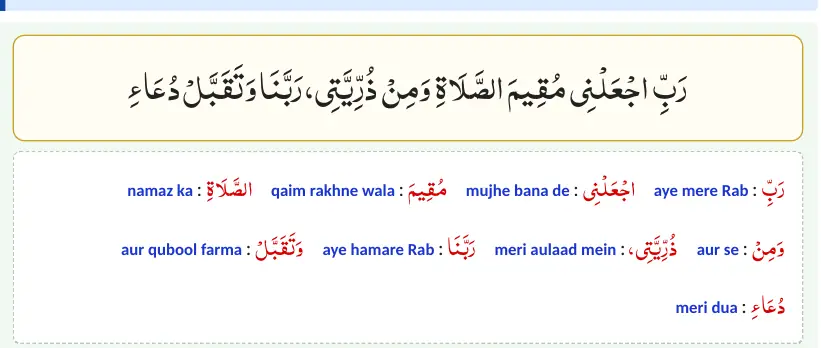 رَبِّ اجْعَلْنِى مُقِيمَ الصَّلَاةِ وَمِنْ ذُرِّيَّتِى، رَبَّنَا وَتَقَبَّلْ دُعَاءِ
رَبِّ : aye mere Rab اجْعَلْنِى : mujhe bana de مُقِيمَ : qaim rakhne wala الصَّلَاةِ : namaz ka
وَمِنْ : aur se ذُرِّيَّتِى، : meri aulaad mein رَبَّنَا : aye hamare Rab وَتَقَبَّلْ : aur qubool farma
دُعَاءِ : meri dua